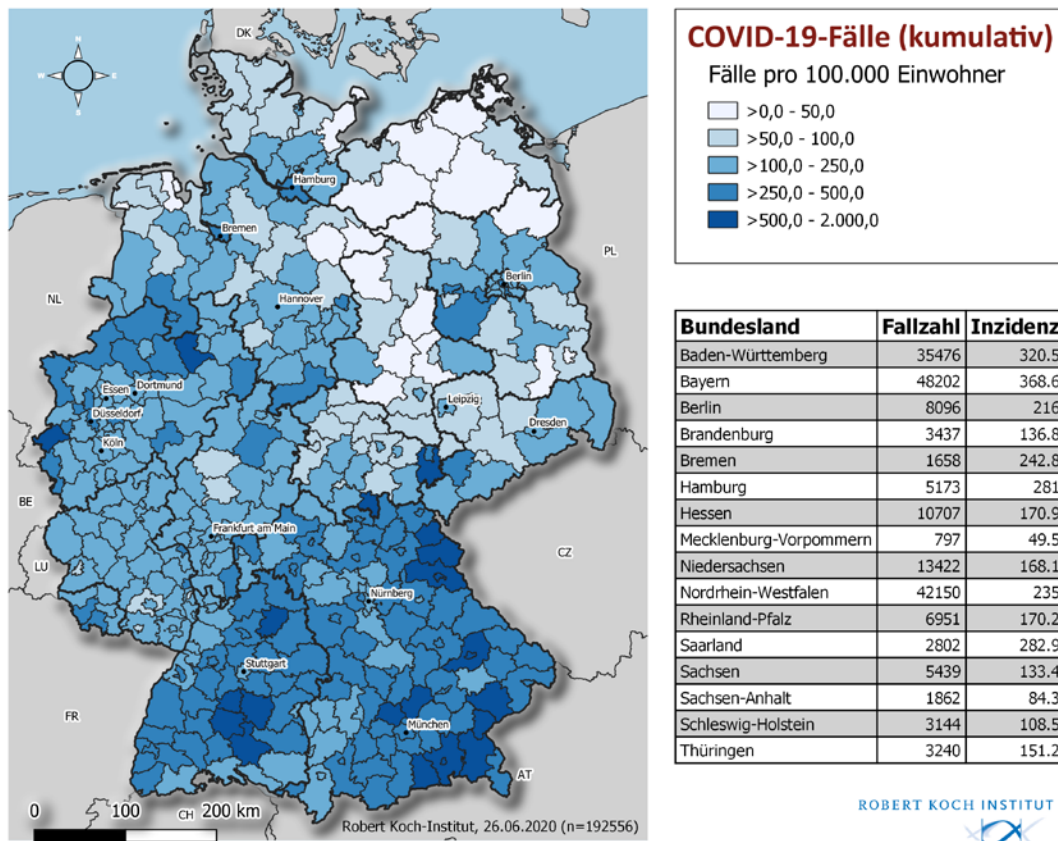 COVID-19-Fälle (kumulativ)
Fälle pro 100.000 Einwohner
>0,0 - 50,0
>50,0 - 100,0
>100,0 - 250,0
>250,0 - 500,0
>500,0 - 2.000,0
N
W E
S
DK
Hamburg
Bremen
PL
Berlin
NL
Hannover
Essen Dortmund
Leipzig
Düsseldorf
Dresden
Köln
BE
Frankfurt am Main
CZ
LU
Nürnberg
Stuttgart
FR
München
AT
CH
0 100 200 km
Robert Koch-Institut, 26.06.2020 (n=192556)
Bundesland Fallzahl Inzidenz
Baden-Württemberg 35476 320.5
Bayern 48202 368.6
Berlin 8096 216
Brandenburg 3437 136.8
Bremen 1658 242.8
Hamburg 5173 281
Hessen 10707 170.9
Mecklenburg-Vorpommern 797 49.5
Niedersachsen 13422 168.1
Nordrhein-Westfalen 42150 235
Rheinland-Pfalz 6951 170.2
Saarland 2802 282.9
Sachsen 5439 133.4
Sachsen-Anhalt 1862 84.3
Schleswig-Holstein 3144 108.5
Thüringen 3240 151.2
ROBERT KOCH INSTITUT